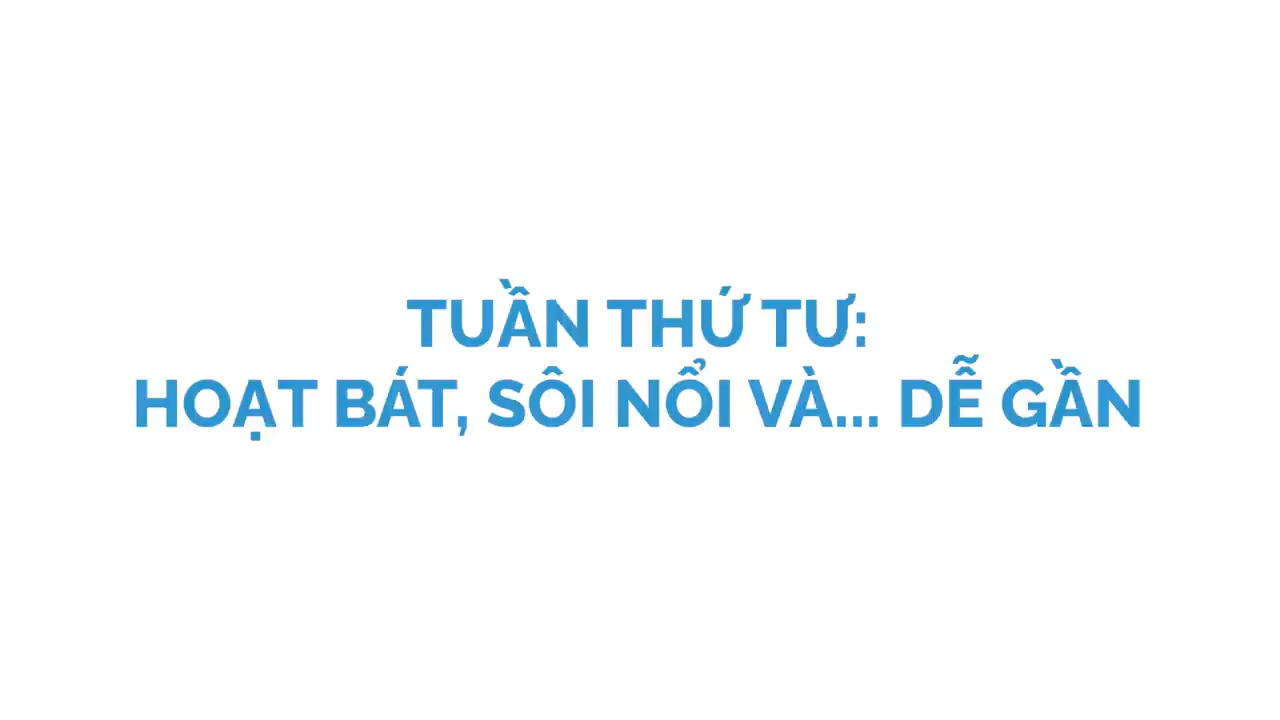 TUẦN THỨ TƯ:
HOẠT BÁT, SÔI NỔI VÀ... DỄ GẦN